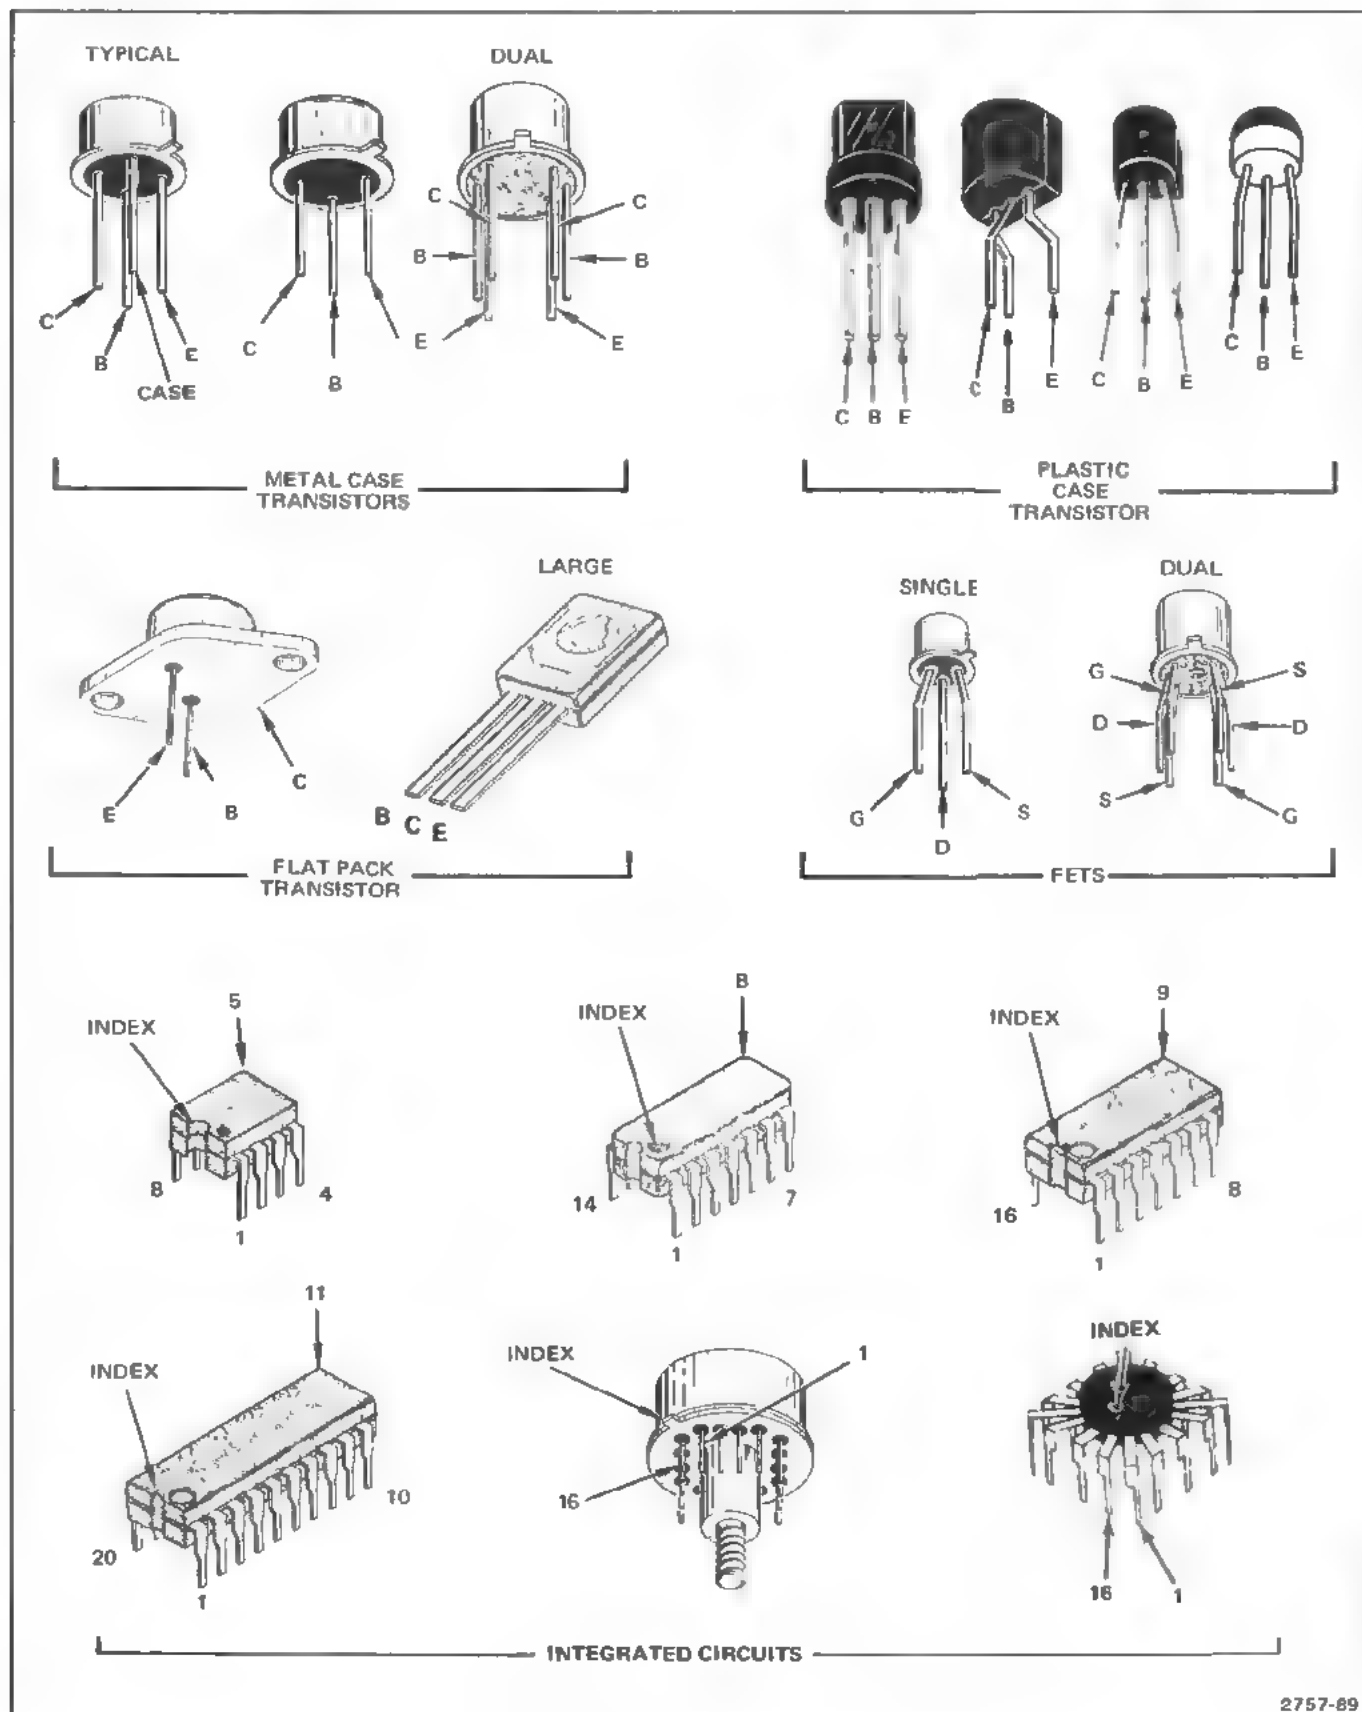 TYPICAL
DUAL
C
B
CASE
E
C
B
E
C
C
B
B
E
E
C B E
C
B
E
C
B
E
C
B
E
METAL CASE
TRANSISTORS
PLASTIC
CASE
TRANSISTOR
LARGE
SINGLE
DUAL
E
B
C
B C E
G
D
S
G
S
D
D
S
G
FLAT PACK
TRANSISTOR
FETS
INDEX
5
8
4
1
INDEX
B
14
7
1
INDEX
9
16
8
1
INDEX
11
20
10
1
INDEX
1
16
INDEX
16
1
INTEGRATED CIRCUITS
2757-89